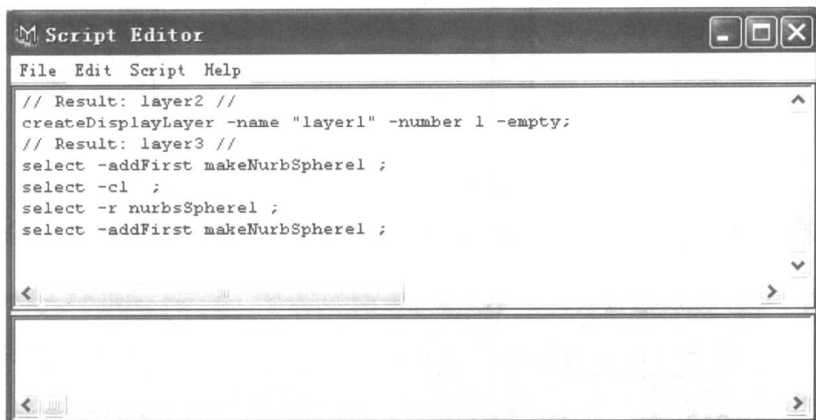 Script Editor
File Edit Script Help
// Result: layer2 //
createDisplayLayer -name "layer1" -number 1 -empty;
// Result: layer3 //
select -addFirst makeNurbSphere1 ;
select -cl  ;
select -r nurbsSphere1 ;
select -addFirst makeNurbSphere1 ;